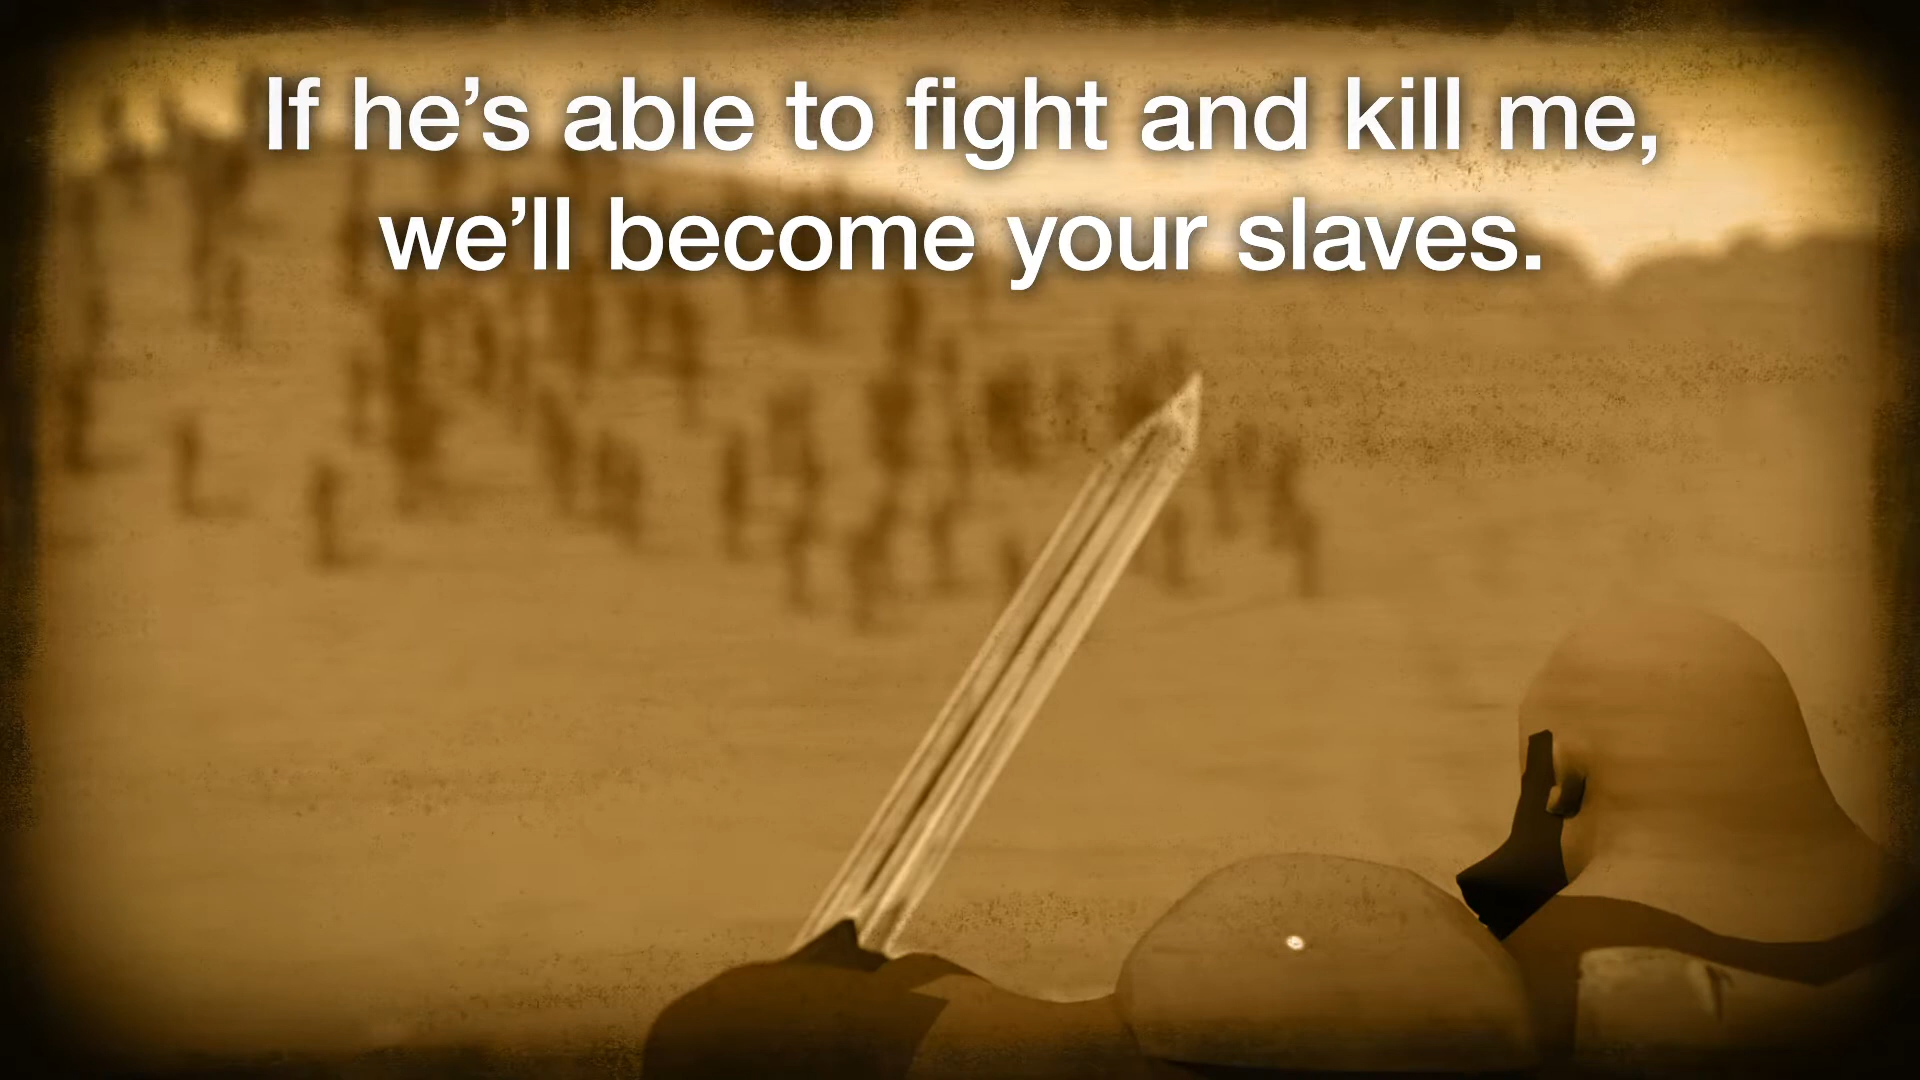 If he’s able to fight and kill me,
we’ll become your slaves.